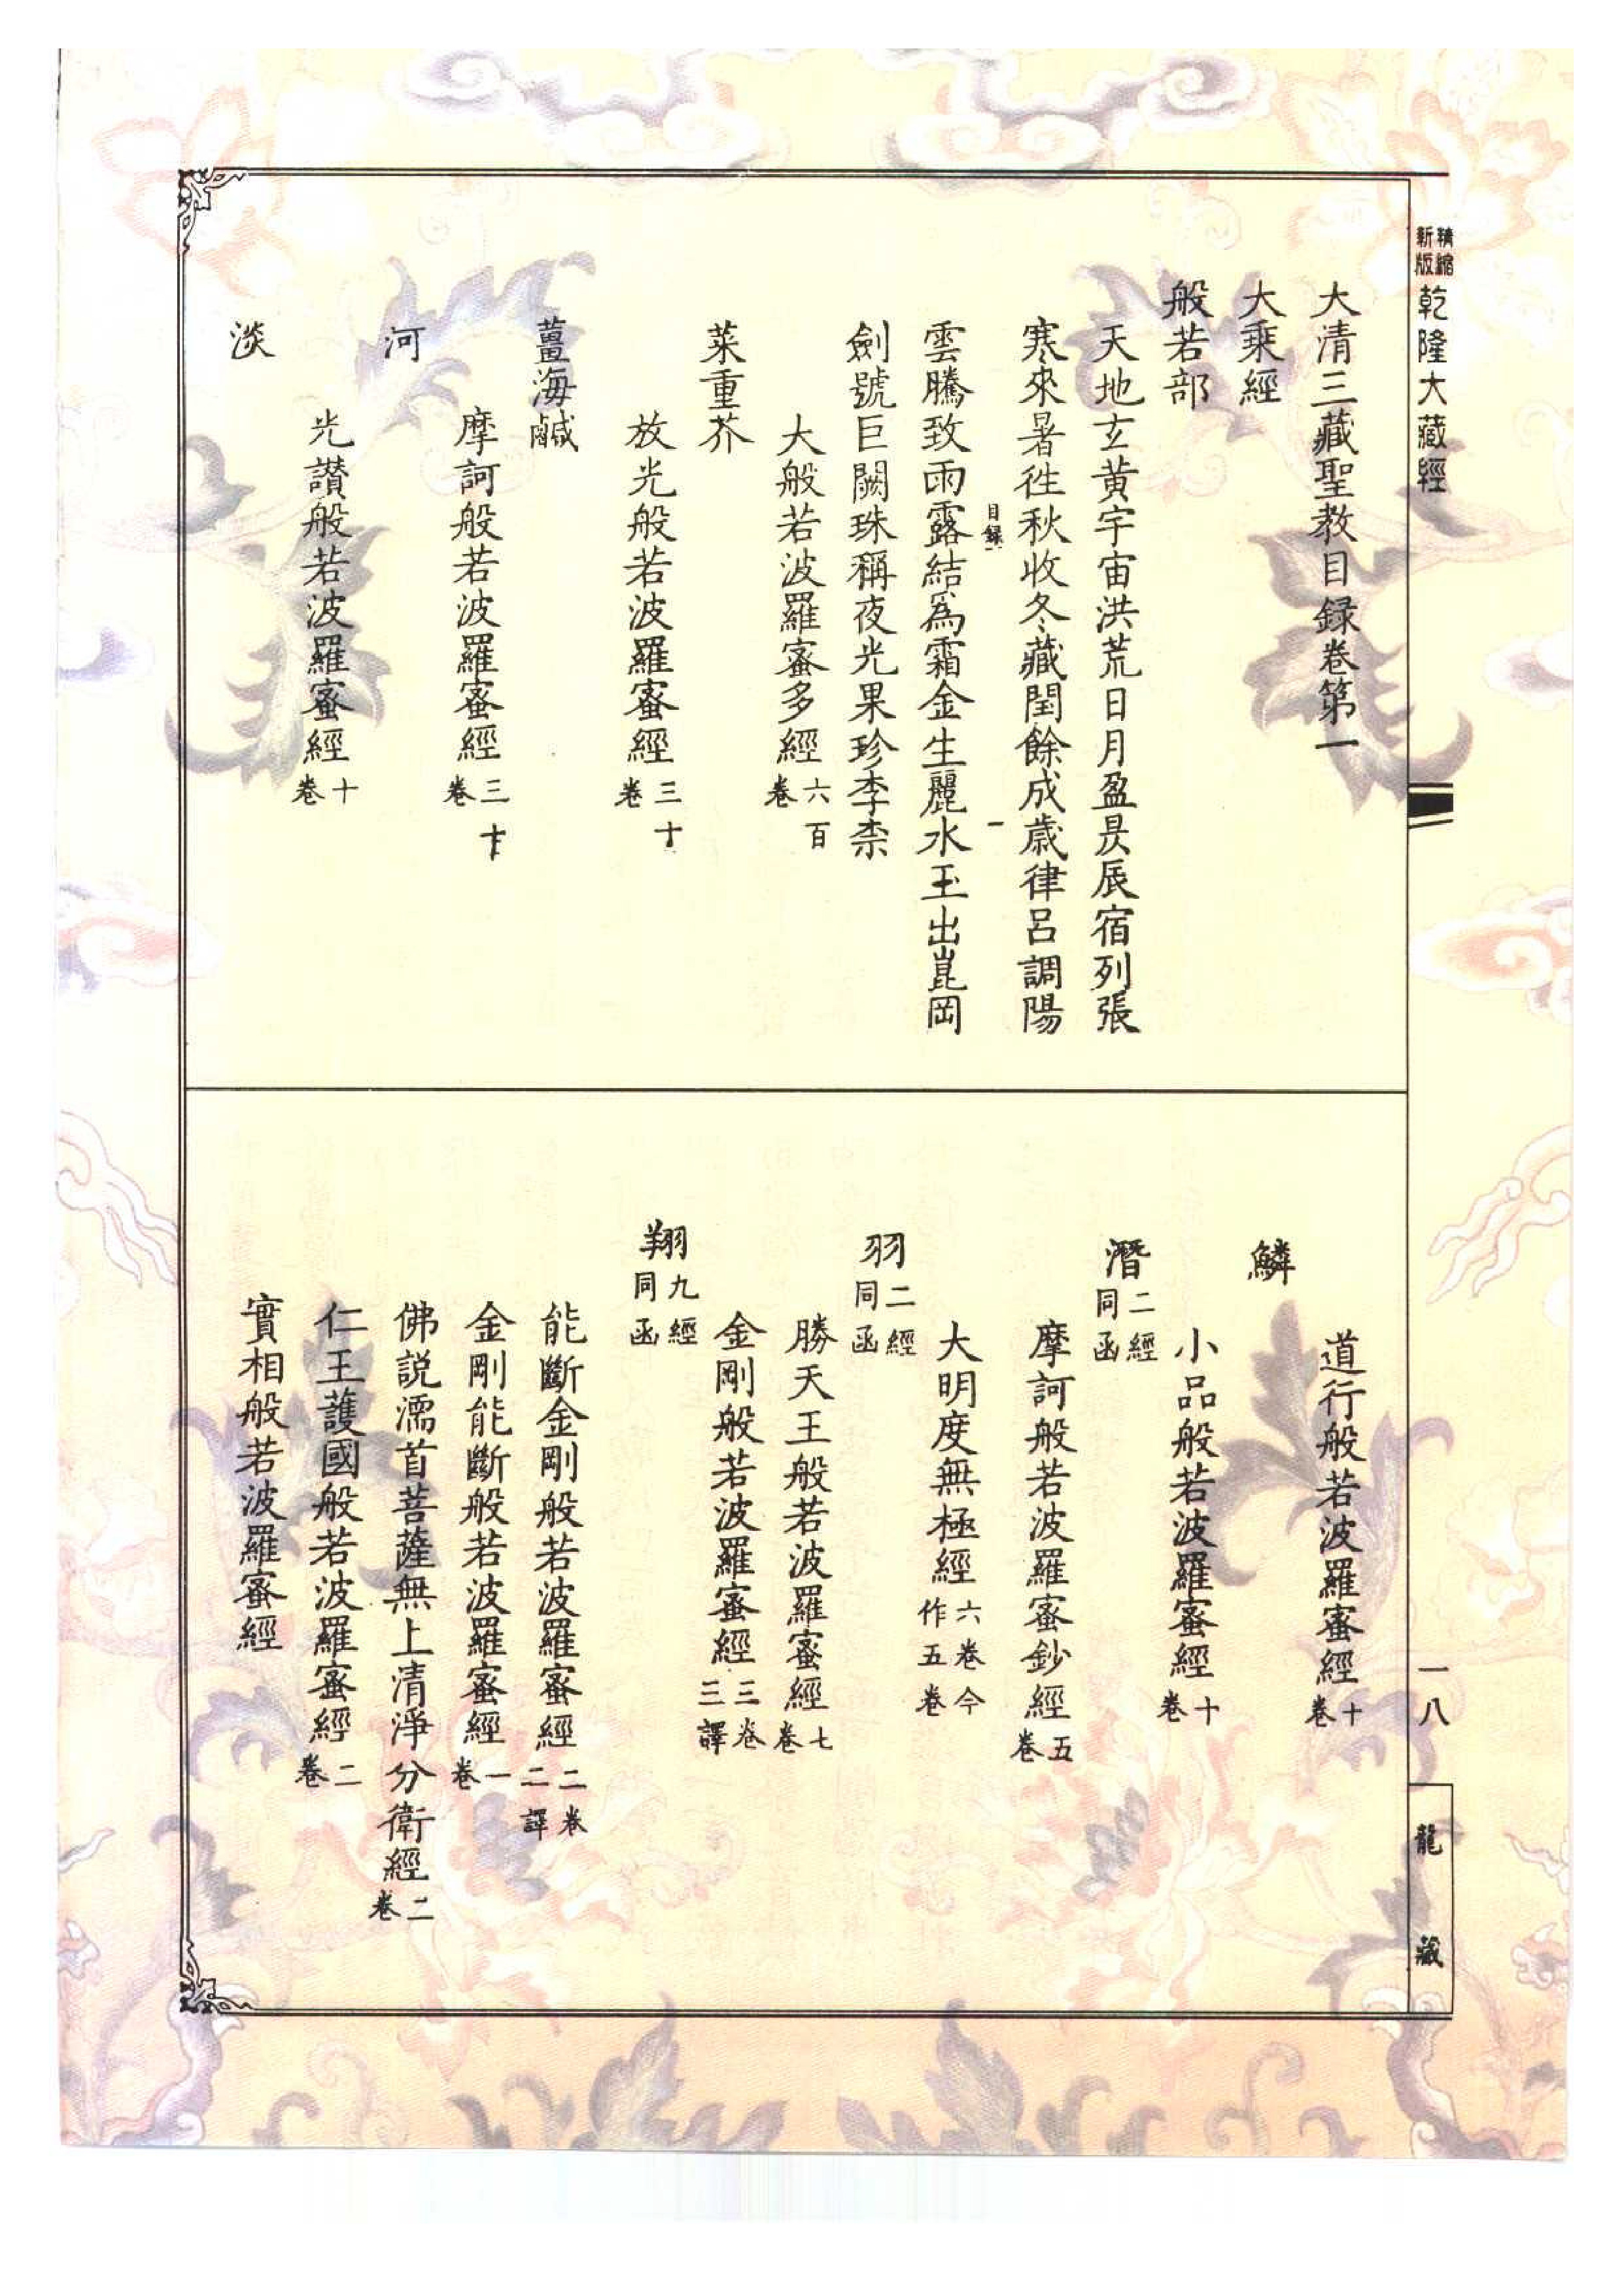 精縮新版 乾隆大藏經
一八
龍藏
大清三藏聖教目録卷第一
大乘經
般若部
天地玄黃宇宙洪荒日月盈昃辰宿列張
寒來暑徃秋收冬藏閏餘成歲律呂調陽
目録一 一
雲騰致雨露結爲霜金生麗水玉出崑岡
劍號巨闕珠稱夜光果珍李柰
大般若波羅蜜多經六百卷
菜重芥
放光般若波羅蜜經三十卷
薑海鹹
摩訶般若波羅蜜經三十卷
河
光讃般若波羅蜜經十卷
淡
道行般若波羅蜜經十卷
鱗
小品般若波羅蜜經十卷
潛二經同函
摩訶般若波羅蜜鈔經五卷
大明度無極經六卷今作五卷
羽二經同函
勝天王般若波羅蜜經七卷
金剛般若波羅蜜經三卷三譯
翔九經同函
能斷金剛般若波羅蜜經二卷二譯
金剛能斷般若波羅蜜經一卷
佛説濡首菩薩無上清淨分衛經二卷
仁王護國般若波羅蜜經二卷
實相般若波羅蜜經